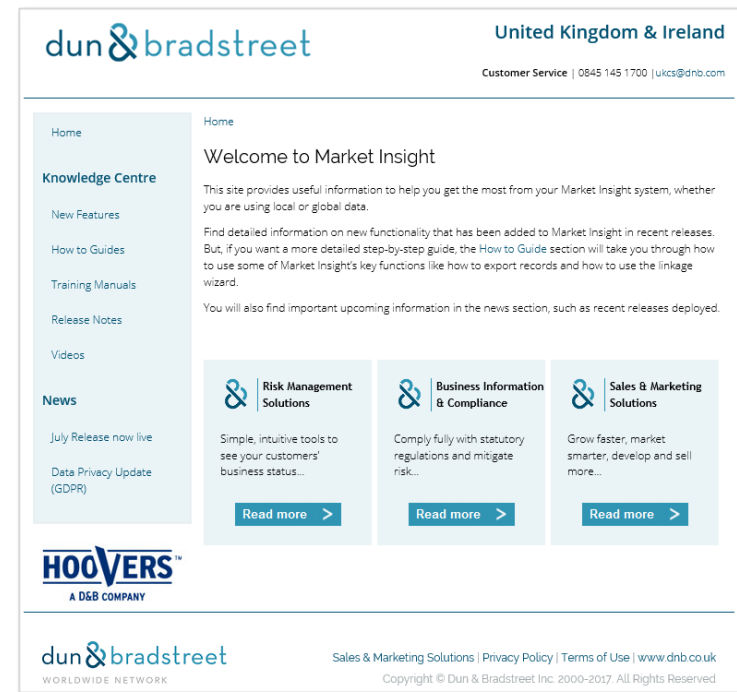 dun & bradstreet
United Kingdom & Ireland
Customer Service | 0845 145 1700 |ukcs@dnb.com
Home
Knowledge Centre
New Features
How to Guides
Training Manuals
Release Notes
Videos
News
July Release now live
Data Privacy Update
(GDPR)
HOOVERS™
A D&B COMPANY
Home
Welcome to Market Insight
This site provides useful information to help you get the most from your Market Insight system, whether
you are using local or global data.
Find detailed information on new functionality that has been added to Market Insight in recent releases.
But, if you want a more detailed step-by-step guide, the How to Guide section will take you through how
to use some of Market Insight's key functions like how to export records and how to use the linkage
wizard.
You will also find important upcoming information in the news section, such as recent releases deployed.
& Risk Management
Solutions
Simple, intuitive tools to
see your customers'
business status...
Read more >
& Business Information
& Compliance
Comply fully with statutory
regulations and mitigate
risk...
Read more >
& Sales & Marketing
Solutions
Grow faster, market
smarter, develop and sell
more...
Read more >
dun & bradstreet
WORLDWIDE NETWORK
Sales & Marketing Solutions | Privacy Policy | Terms of Use | www.dnb.co.uk
Copyright © Dun & Bradstreet Inc. 2000-2017. All Rights Reserved